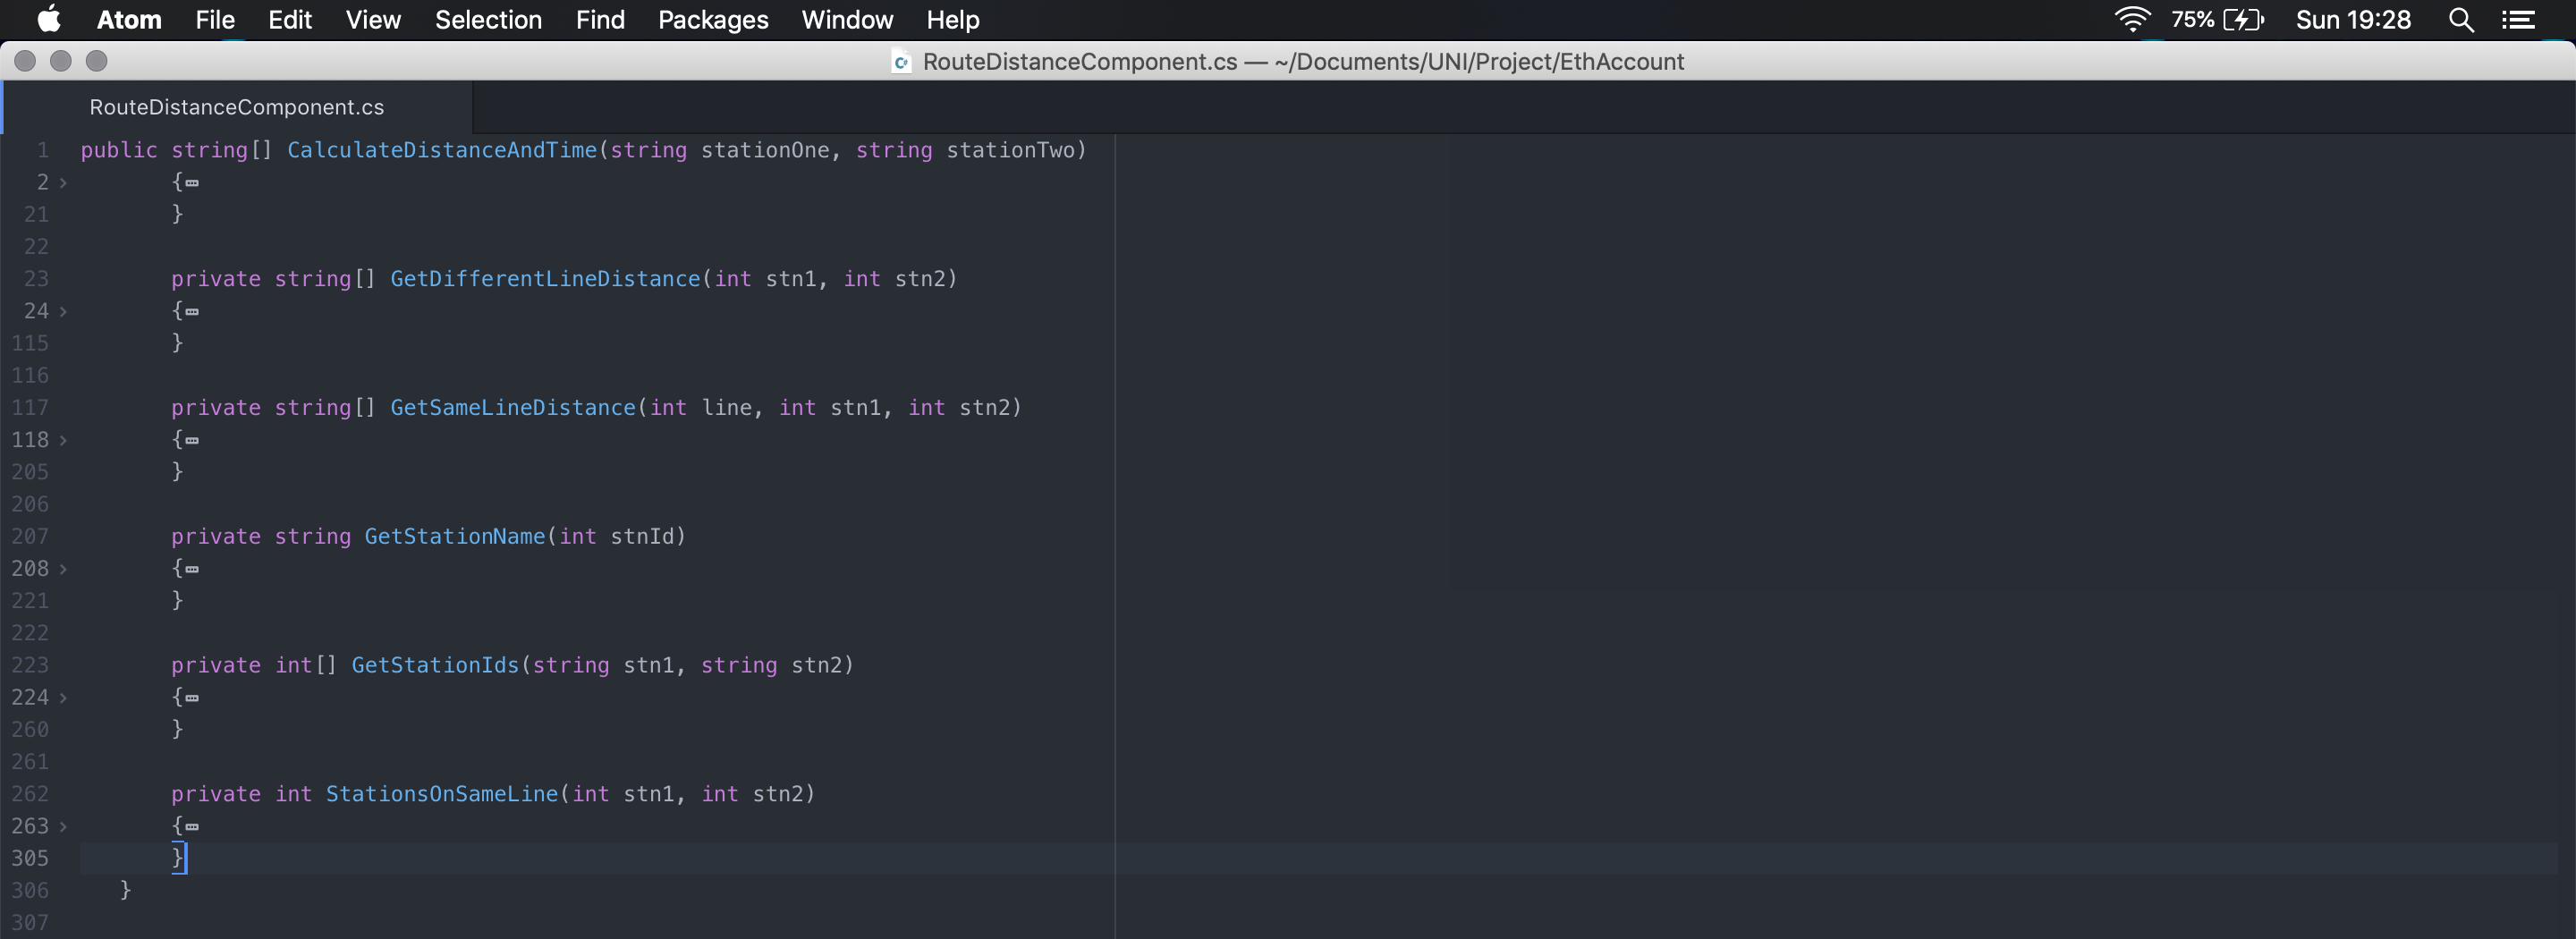 Atom File Edit View Selection Find Packages Window Help 75% Sun 19:28
RouteDistanceComponent.cs — ~/Documents/UNI/Project/EthAccount
RouteDistanceComponent.cs
1 public string[] CalculateDistanceAndTime(string stationOne, string stationTwo)
2 {
21 }
22
23 private string[] GetDifferentLineDistance(int stn1, int stn2)
24 {
115 }
116
117 private string[] GetSameLineDistance(int line, int stn1, int stn2)
118 {
205 }
206
207 private string GetStationName(int stnId)
208 {
221 }
222
223 private int[] GetStationIds(string stn1, string stn2)
224 {
260 }
261
262 private int StationsOnSameLine(int stn1, int stn2)
263 {
305 }
306 }
307